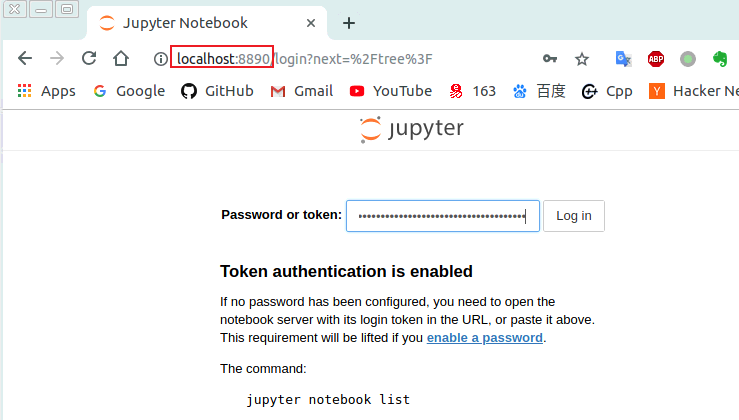 Jupyter Notebook
localhost:8890/login?next=%2Ftree%3F
ABP
Apps Google GitHub Gmail YouTube 易 163 百度 Cpp Y Hacker Ne
jupyter
Password or token: Log in
Token authentication is enabled
If no password has been configured, you need to open the
notebook server with its login token in the URL, or paste it above.
This requirement will be lifted if you enable a password.
The command:
jupyter notebook list